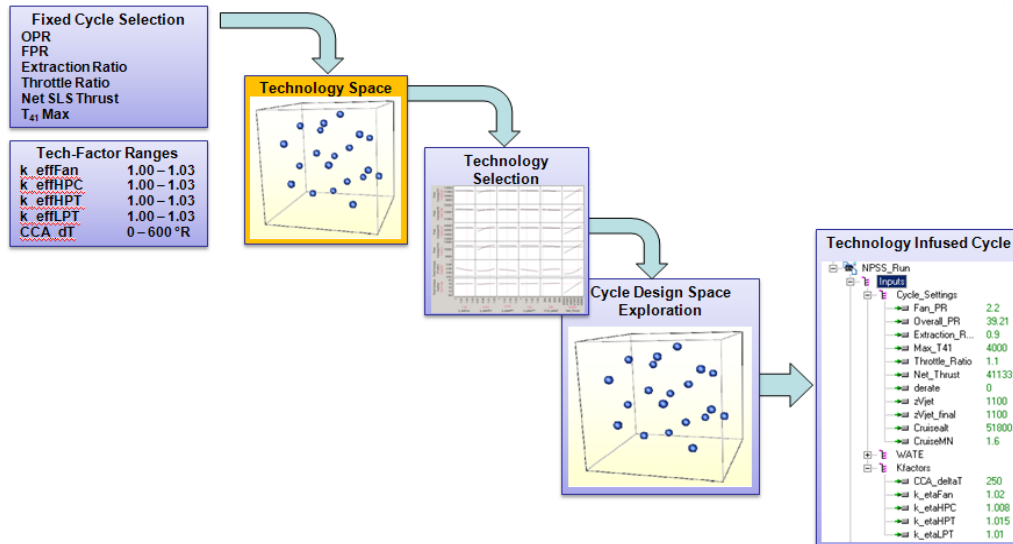 Fixed Cycle Selection
OPR
FPR
Extraction Ratio
Throttle Ratio
Net SLS Thrust
T₄₁ Max
Tech-Factor Ranges
k_effFan 1.00 – 1.03
k_effHPC 1.00 – 1.03
k_effHPT 1.00 – 1.03
k_effLPT 1.00 – 1.03
CCA_dT 0 – 600 °R
Technology Space
Technology
Selection
Cycle Design Space
Exploration
Technology Infused Cycle
NPSS_Run
Inputs
Cycle_Settings
Fan_PR 2.2
Overall_PR 39.21
Extraction_R... 0.9
Max_T41 4000
Throttle_Ratio 1.1
Net_Thrust 41133
derate 0
zVjet 1100
zVjet_final 1100
Cruisealt 51800
CruiseMN 1.6
WATE
Kfactors
CCA_deltaT 250
k_etaFan 1.02
k_etaHPC 1.008
k_etaHPT 1.015
k_etaLPT 1.01